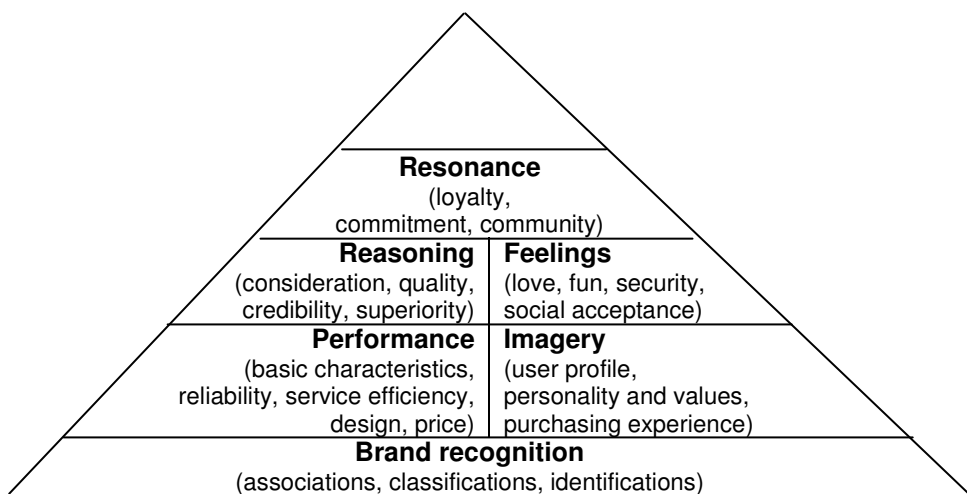 Resonance
(loyalty,
commitment, community)
Reasoning
(consideration, quality,
credibility, superiority)
Feelings
(love, fun, security,
social acceptance)
Performance
(basic characteristics,
reliability, service efficiency,
design, price)
Imagery
(user profile,
personality and values,
purchasing experience)
Brand recognition
(associations, classifications, identifications)